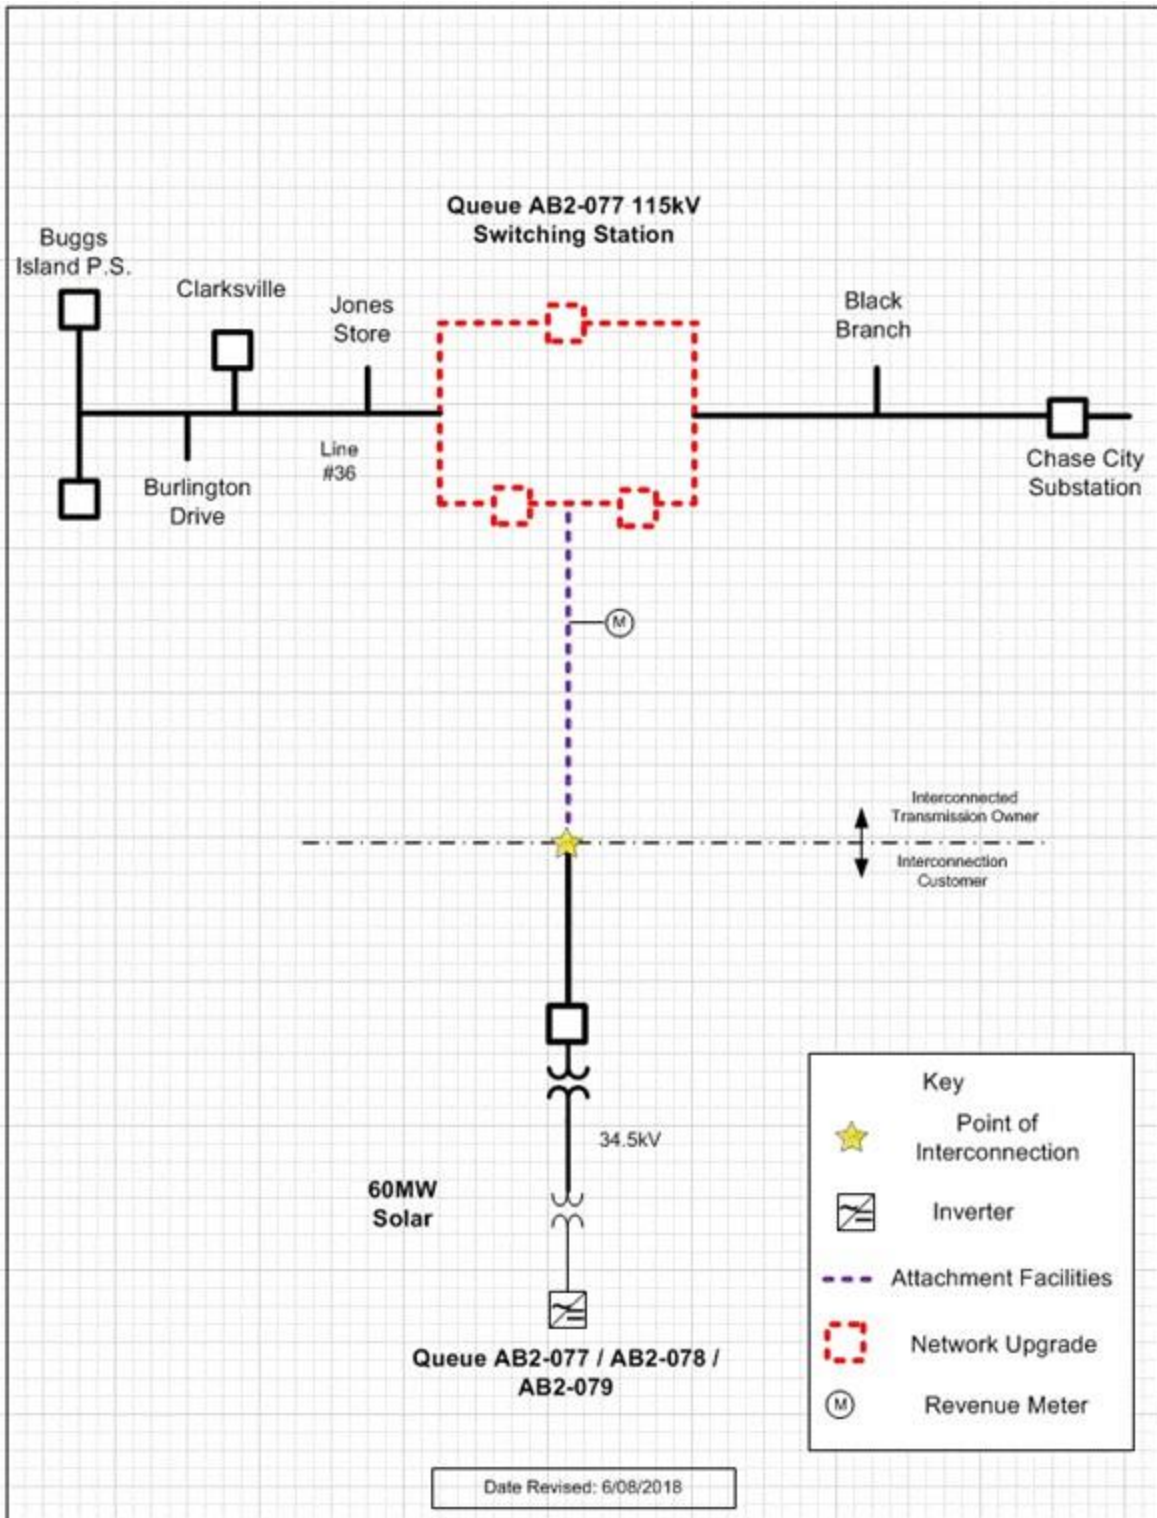 Queue AB2-077 115kV
Switching Station
Buggs
Island P.S.
Clarksville
Jones
Store
Black
Branch
Line
#36
Burlington
Drive
Chase City
Substation
M
Interconnected
Transmission Owner
Interconnection
Customer
34.5kV
60MW
Solar
Queue AB2-077 / AB2-078 /
AB2-079
Key
Point of
Interconnection
Inverter
Attachment Facilities
Network Upgrade
M
Revenue Meter
Date Revised: 6/08/2018